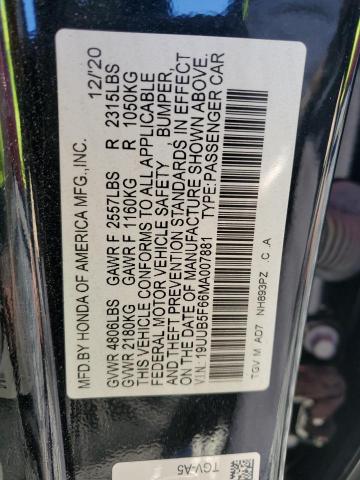 MFD.BY HONDA OF AMERICA MFG.,INC. 12/'20
GVWR 4806LBS GAWR F 2557LBS R 2315LBS
GVWR 2180KG GAWR F 1160KG R 1050KG
THIS VEHICLE CONFORMS TO ALL APPLICABLE
FEDERAL MOTOR VEHICLE SAFETY, BUMPER,
AND THEFT PREVENTION STANDARDS IN EFFECT
ON THE DATE OF MANUFACTURE SHOWN ABOVE.
V.I.N.: 19UUB5F66MA007881 TYPE:PASSENGER CAR
TGV M AD7 NH893PZ .C .A
TGV-A5